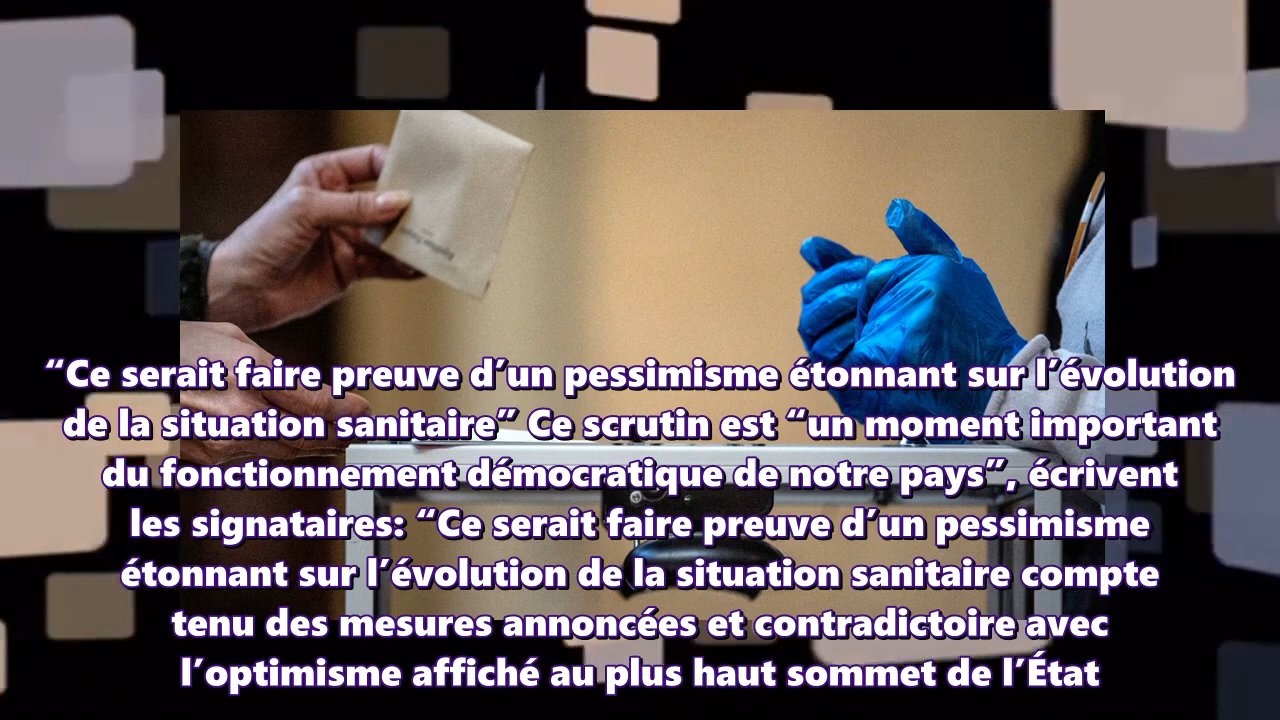 “Ce serait faire preuve d’un pessimisme étonnant sur l’évolution
de la situation sanitaire” Ce scrutin est “un moment important
du fonctionnement démocratique de notre pays”, écrivent
les signataires: “Ce serait faire preuve d’un pessimisme
étonnant sur l’évolution de la situation sanitaire compte
tenu des mesures annoncées et contradictoire avec
l’optimisme affiché au plus haut sommet de l’État